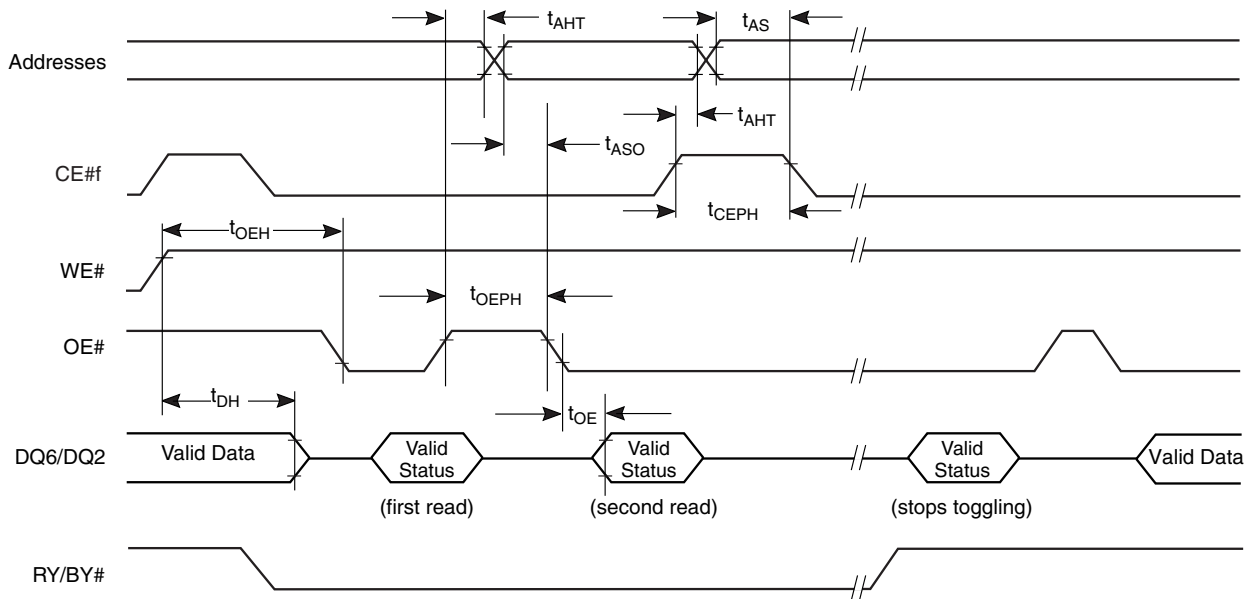 tAHT
tAS
Addresses
tAHT
tASO
CE#f
tCEPH
tOEH
WE#
tOEPH
OE#
tDH
tOE
DQ6/DQ2
Valid Data
Valid
Status
Valid
Status
Valid
Status
Valid Data
(first read)
(second read)
(stops toggling)
RY/BY#